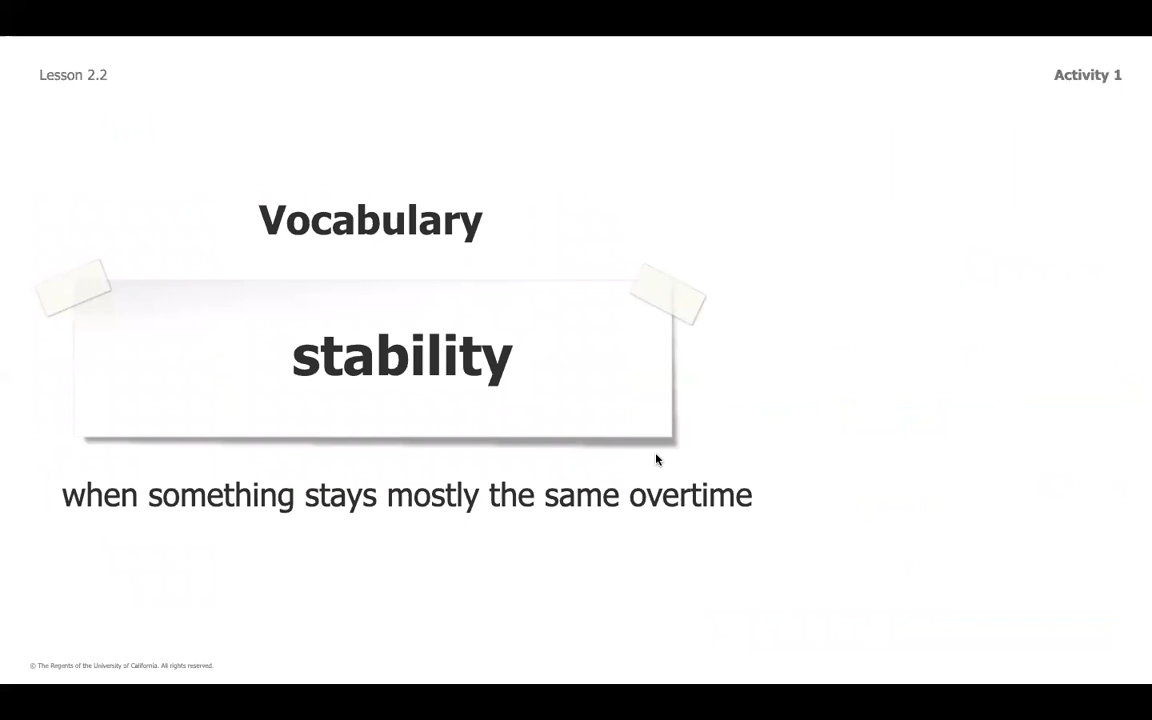 Lesson 2.2
Activity 1
Vocabulary
stability
when something stays mostly the same overtime
© The Regents of the University of California. All rights reserved.